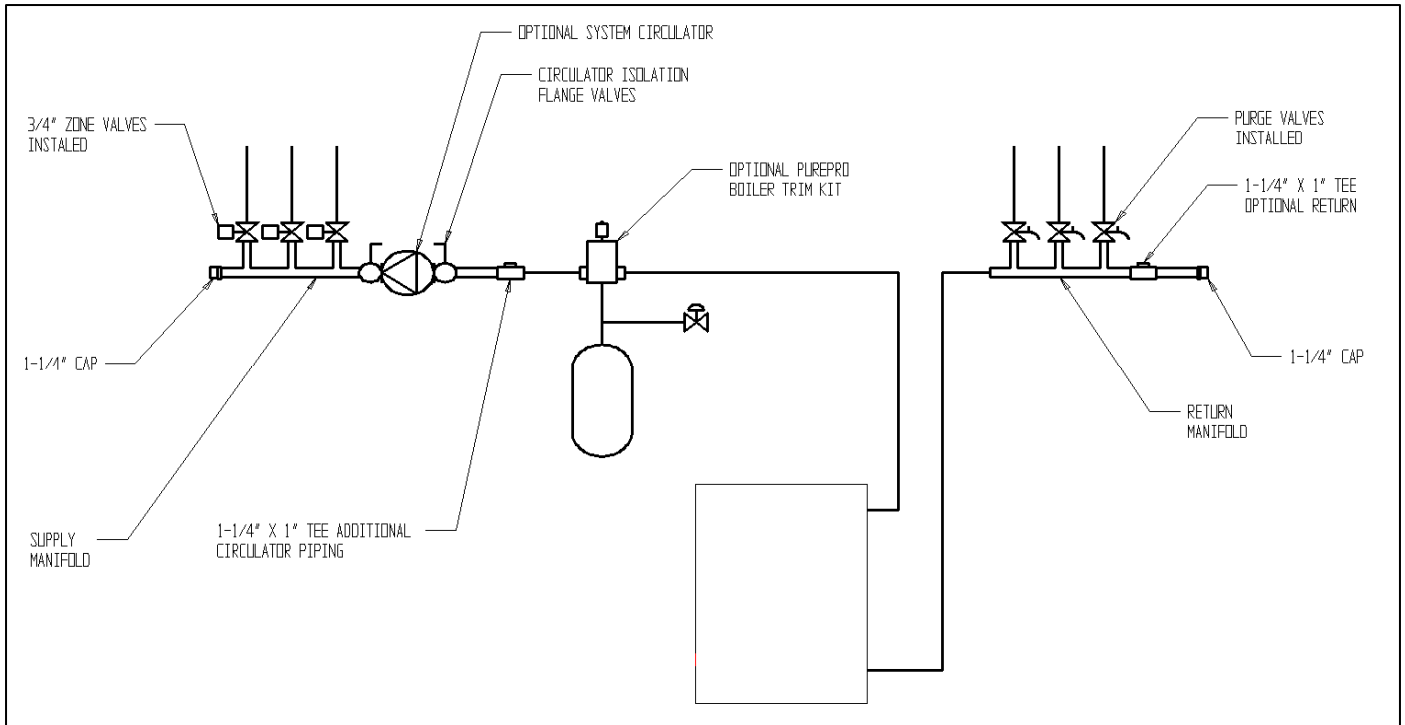 OPTIONAL SYSTEM CIRCULATOR
CIRCULATOR ISOLATION
FLANGE VALVES
3/4" ZONE VALVES
INSTALED
OPTIONAL PUREPRO
BOILER TRIM KIT
PURGE VALVES
INSTALLED
1-1/4" X 1" TEE
OPTIONAL RETURN
1-1/4" CAP
1-1/4" CAP
RETURN
MANIFOLD
SUPPLY
MANIFOLD
1-1/4" X 1" TEE ADDITIONAL
CIRCULATOR PIPING